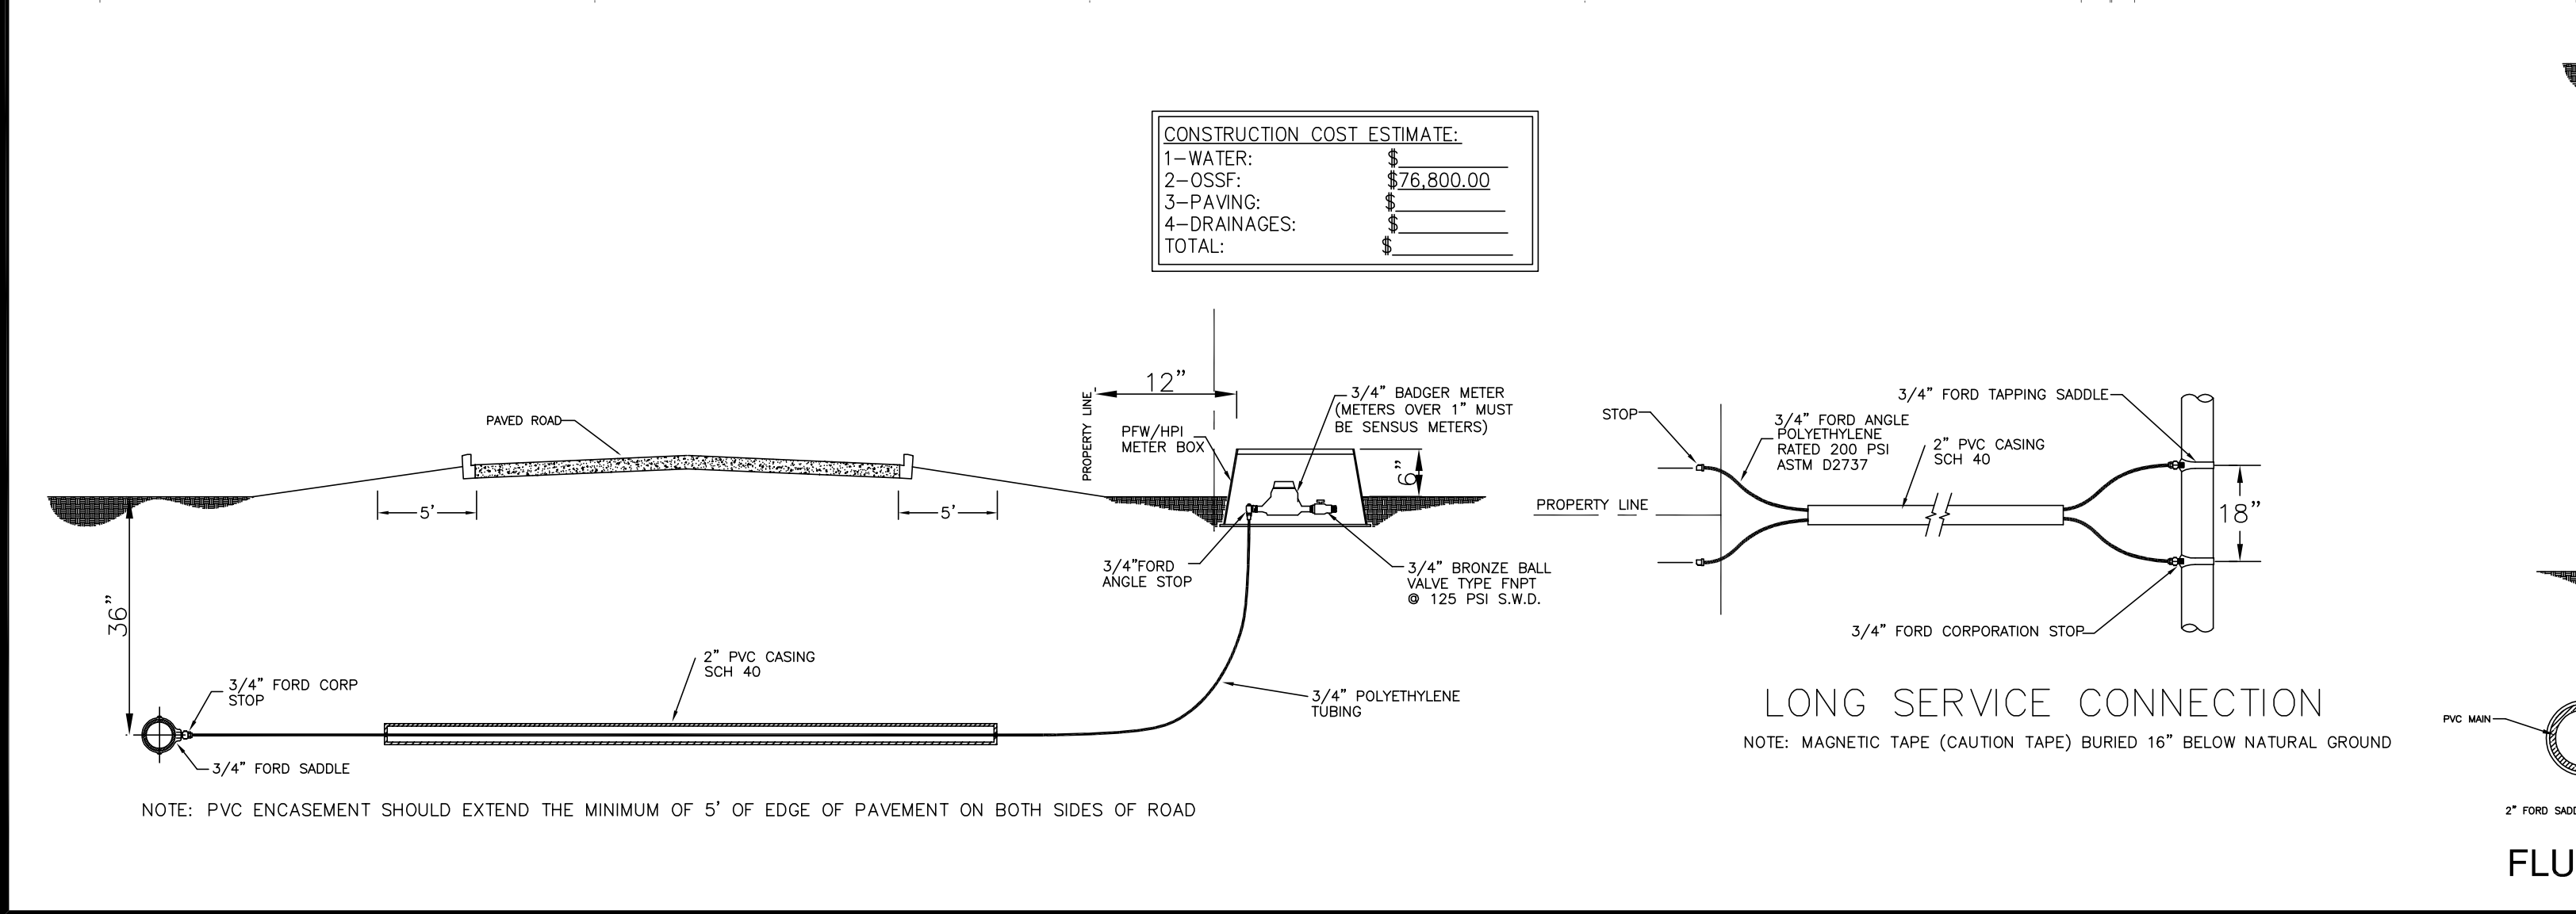 CONSTRUCTION COST ESTIMATE:
1-WATER: $
2-OSSF: $76,800.00
3-PAVING: $
4-DRAINAGES: $
TOTAL: $
PAVED ROAD
5'
5'
36"
3/4" FORD CORP
STOP
3/4" FORD SADDLE
2" PVC CASING
SCH 40
PROPERTY LINE
12"
PFW/HPI
METER BOX
3/4" BADGER METER
(METERS OVER 1" MUST
BE SENSUS METERS)
6"
3/4"FORD
ANGLE STOP
3/4" BRONZE BALL
VALVE TYPE FNPT
@ 125 PSI S.W.D.
3/4" POLYETHYLENE
TUBING
NOTE: PVC ENCASEMENT SHOULD EXTEND THE MINIMUM OF 5' OF EDGE OF PAVEMENT ON BOTH SIDES OF ROAD
STOP
3/4" FORD ANGLE
POLYETHYLENE
RATED 200 PSI
ASTM D2737
3/4" FORD TAPPING SADDLE
2" PVC CASING
SCH 40
PROPERTY LINE
18"
3/4" FORD CORPORATION STOP
LONG SERVICE CONNECTION
NOTE: MAGNETIC TAPE (CAUTION TAPE) BURIED 16" BELOW NATURAL GROUND
PVC MAIN
2" FORD SADD
FLU